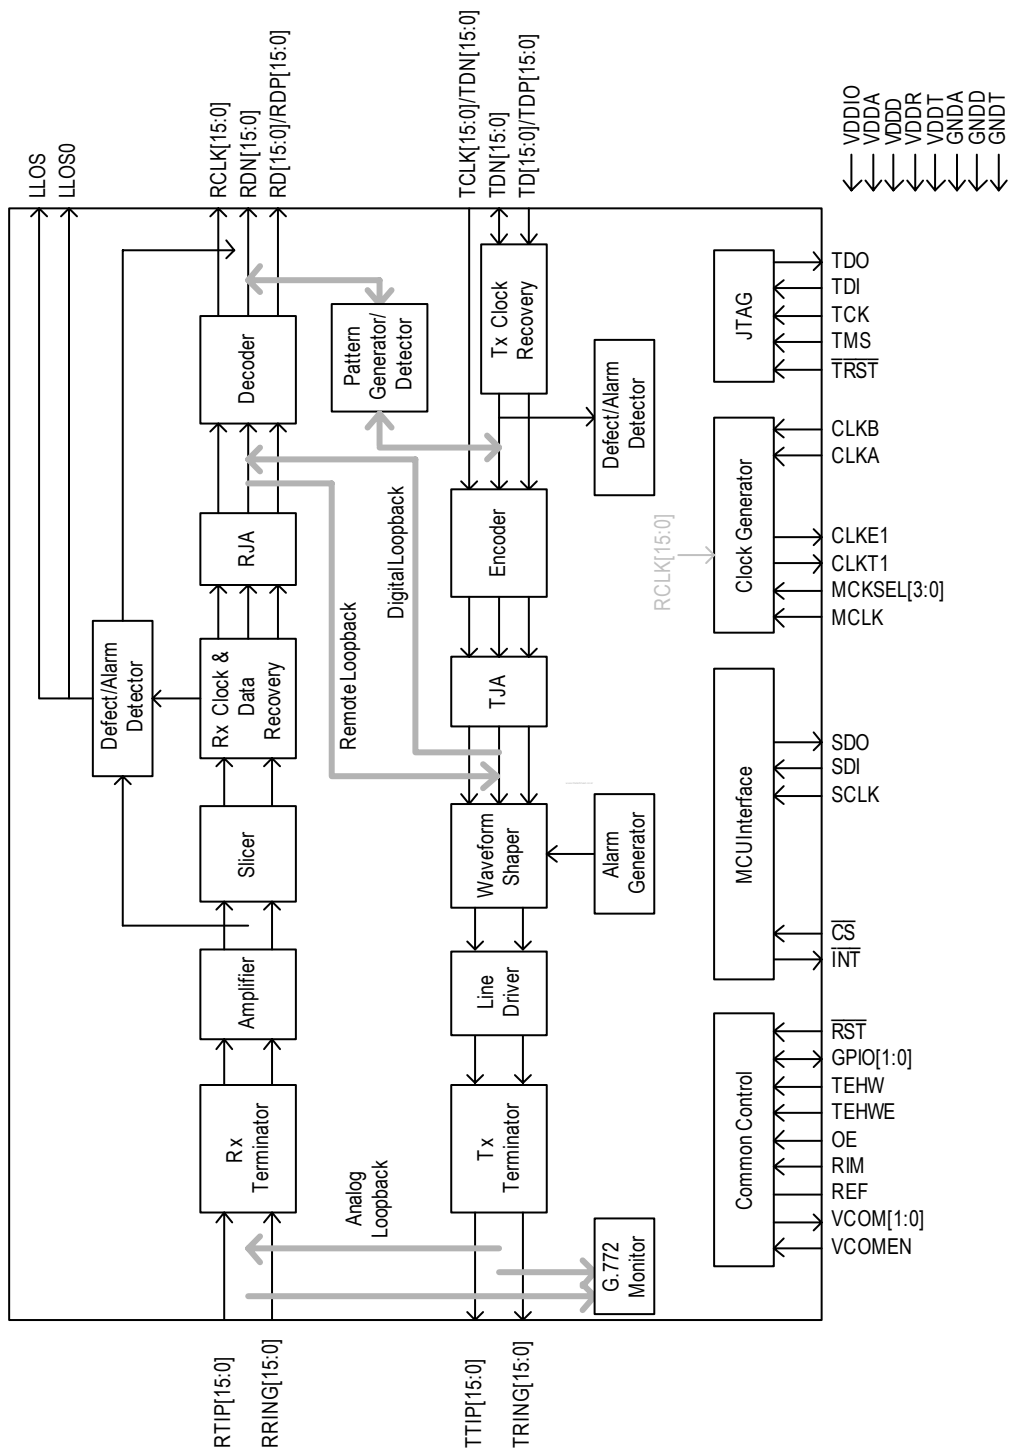 LLOS
LLOS0
RCLK[15:0]
RDN[15:0]
RD[15:0]/RDP[15:0]
TCLK[15:0]/TDN[15:0]
TDN[15:0]
TD[15:0]/TDP[15:0]
VDDIO
VDDA
VDDD
VDDR
VDDT
GNDA
GNDD
GNDT
Decoder
Pattern
Generator/
Detector
Tx Clock
Recovery
Defect/Alarm
Detector
JTAG
TDO
TDI
TCK
TMS
TRST
RJA
Digital Loopback
Encoder
RCLK[15:0]
Clock Generator
CLKB
CLKA
CLKE1
CLKT1
MCKSEL[3:0]
MCLK
Defect/Alarm
Detector
Rx Clock &
Data
Recovery
Remote Loopback
TJA
Slicer
Waveform
Shaper
Alarm
Generator
MCUInterface
SDO
SDI
SCLK
CS
INT
Amplifier
Line
Driver
Rx
Terminator
Analog
Loopback
Tx
Terminator
G.772
Monitor
Common Control
RST
GPIO[1:0]
TEHW
TEHWE
OE
RIM
REF
VCOM[1:0]
VCOMEN
RTIP[15:0]
RRING[15:0]
TTIP[15:0]
TRING[15:0]